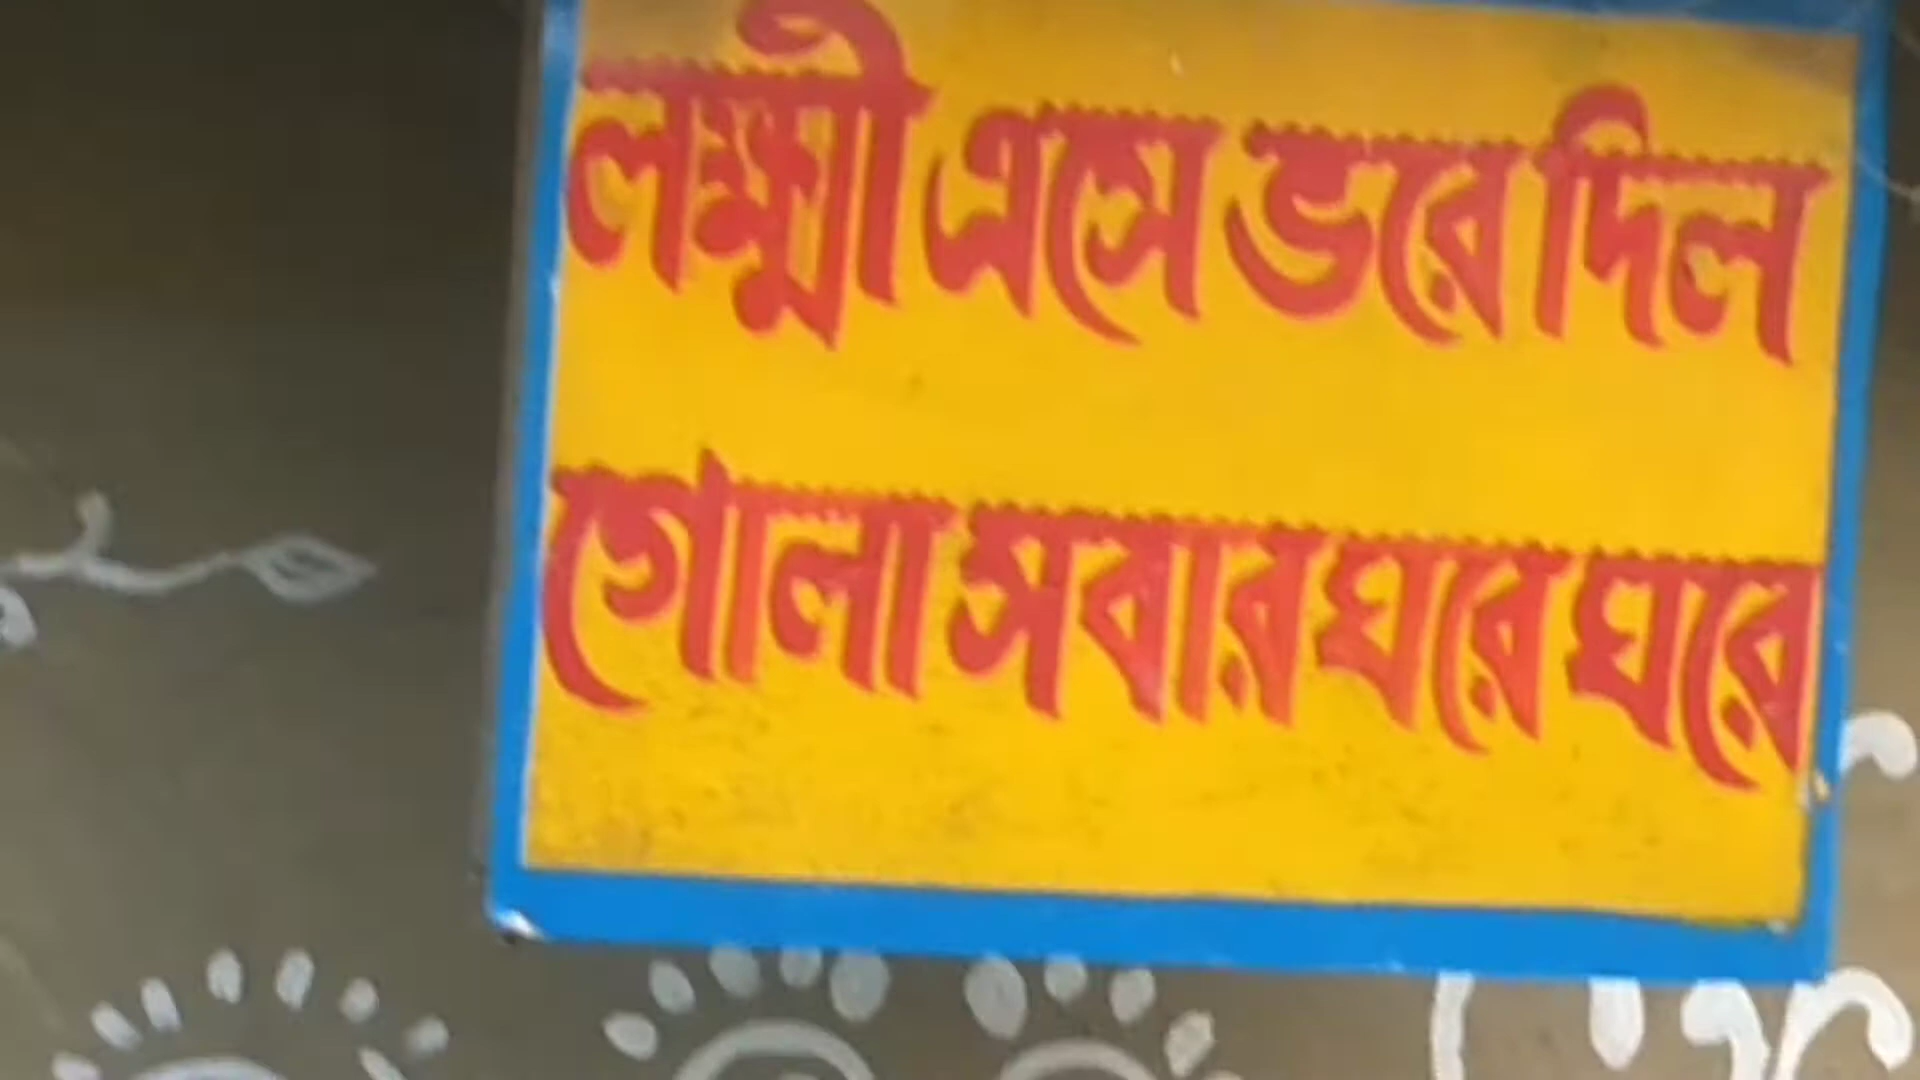 লক্ষ্মী এসে ভরে দিল
গোলা সবার ঘরে ঘরে